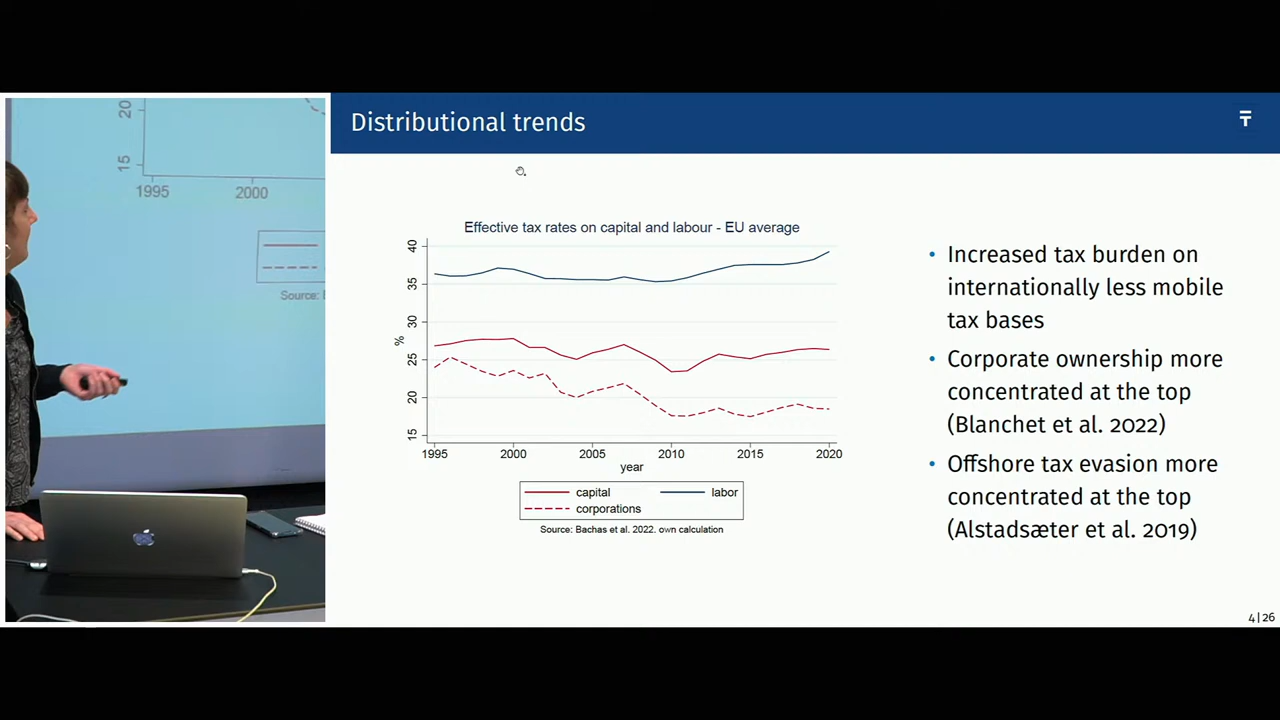 20
15
1995
2000
Source:
Distributional trends
Effective tax rates on capital and labour - EU average
40
35
30
25
20
15
%
1995
2000
2005
2010
2015
2020
year
capital
labor
corporations
Source: Bachas et al. 2022. own calculation
• Increased tax burden on
internationally less mobile
tax bases
• Corporate ownership more
concentrated at the top
(Blanchet et al. 2022)
• Offshore tax evasion more
concentrated at the top
(Alstadsæter et al. 2019)
4|26